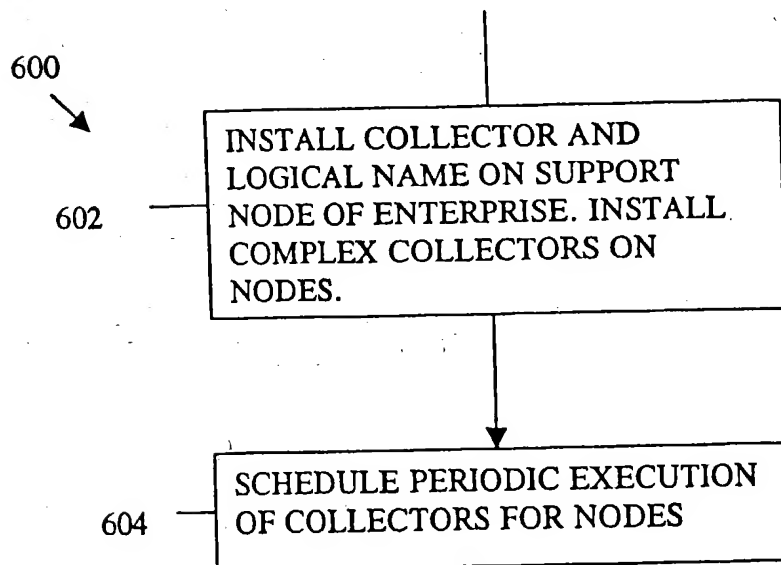 600
INSTALL COLLECTOR AND
LOGICAL NAME ON SUPPORT
602
NODE OF ENTERPRISE. INSTALL
COMPLEX COLLECTORS ON
NODES.
SCHEDULE PERIODIC EXECUTION
604
OF COLLECTORS FOR NODES